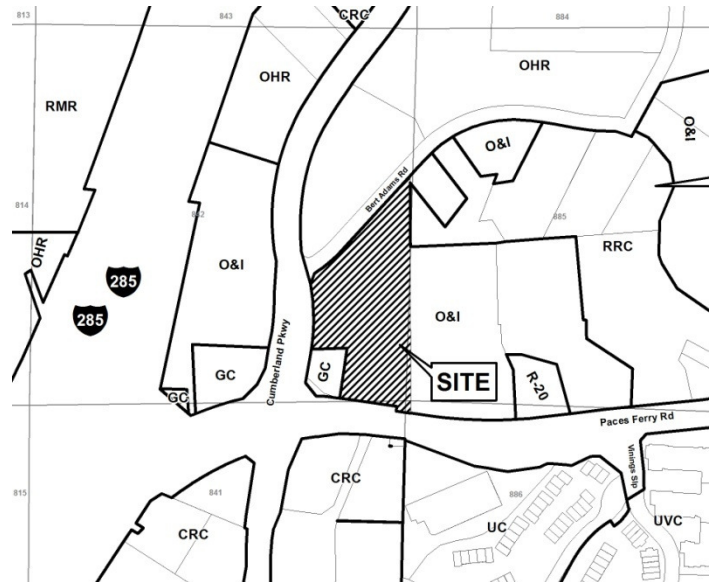 813
843
CRC
884
RMR
OHR
OHR
O&I
O&I
Bert Adams Rd
814
842
885
OHR
O&I
RRC
285
285
O&I
Cumberland Pkwy
GC
GC
GC
SITE
R-20
Paces Ferry Rd
Vinings Slp
815
841
CRC
886
CRC
UC
UVC